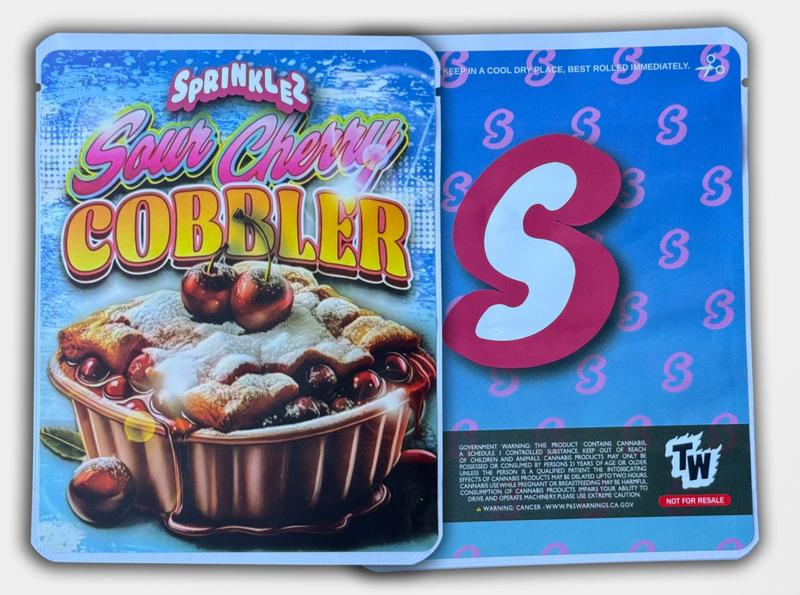 SPRINKLEZ
Sour Cherry
COBBLER
KEEP IN A COOL DRY PLACE, BEST ROLLED IMMEDIATELY.
S
GOVERNMENT WARNING: THIS PRODUCT CONTAINS CANNABIS,
A SCHEDULE I CONTROLLED SUBSTANCE. KEEP OUT OF REACH
OF CHILDREN AND ANIMALS. CANNABIS PRODUCTS MAY ONLY BE
POSSESSED OR CONSUMED BY PERSONS 21 YEARS OF AGE OR OLDER
UNLESS THE PERSON IS A QUALIFIED PATIENT. THE INTOXICATING
EFFECTS OF CANNABIS PRODUCTS MAY BE DELAYED UP TO TWO HOURS.
CANNABIS USE WHILE PREGNANT OR BREASTFEEDING MAY BE HARMFUL.
CONSUMPTION OF CANNABIS PRODUCTS IMPAIRS YOUR ABILITY TO
DRIVE AND OPERATE MACHINERY. PLEASE USE EXTREME CAUTION.
WARNING: CANCER - WWW.P65WARNINGS.CA.GOV
TW
NOT FOR RESALE